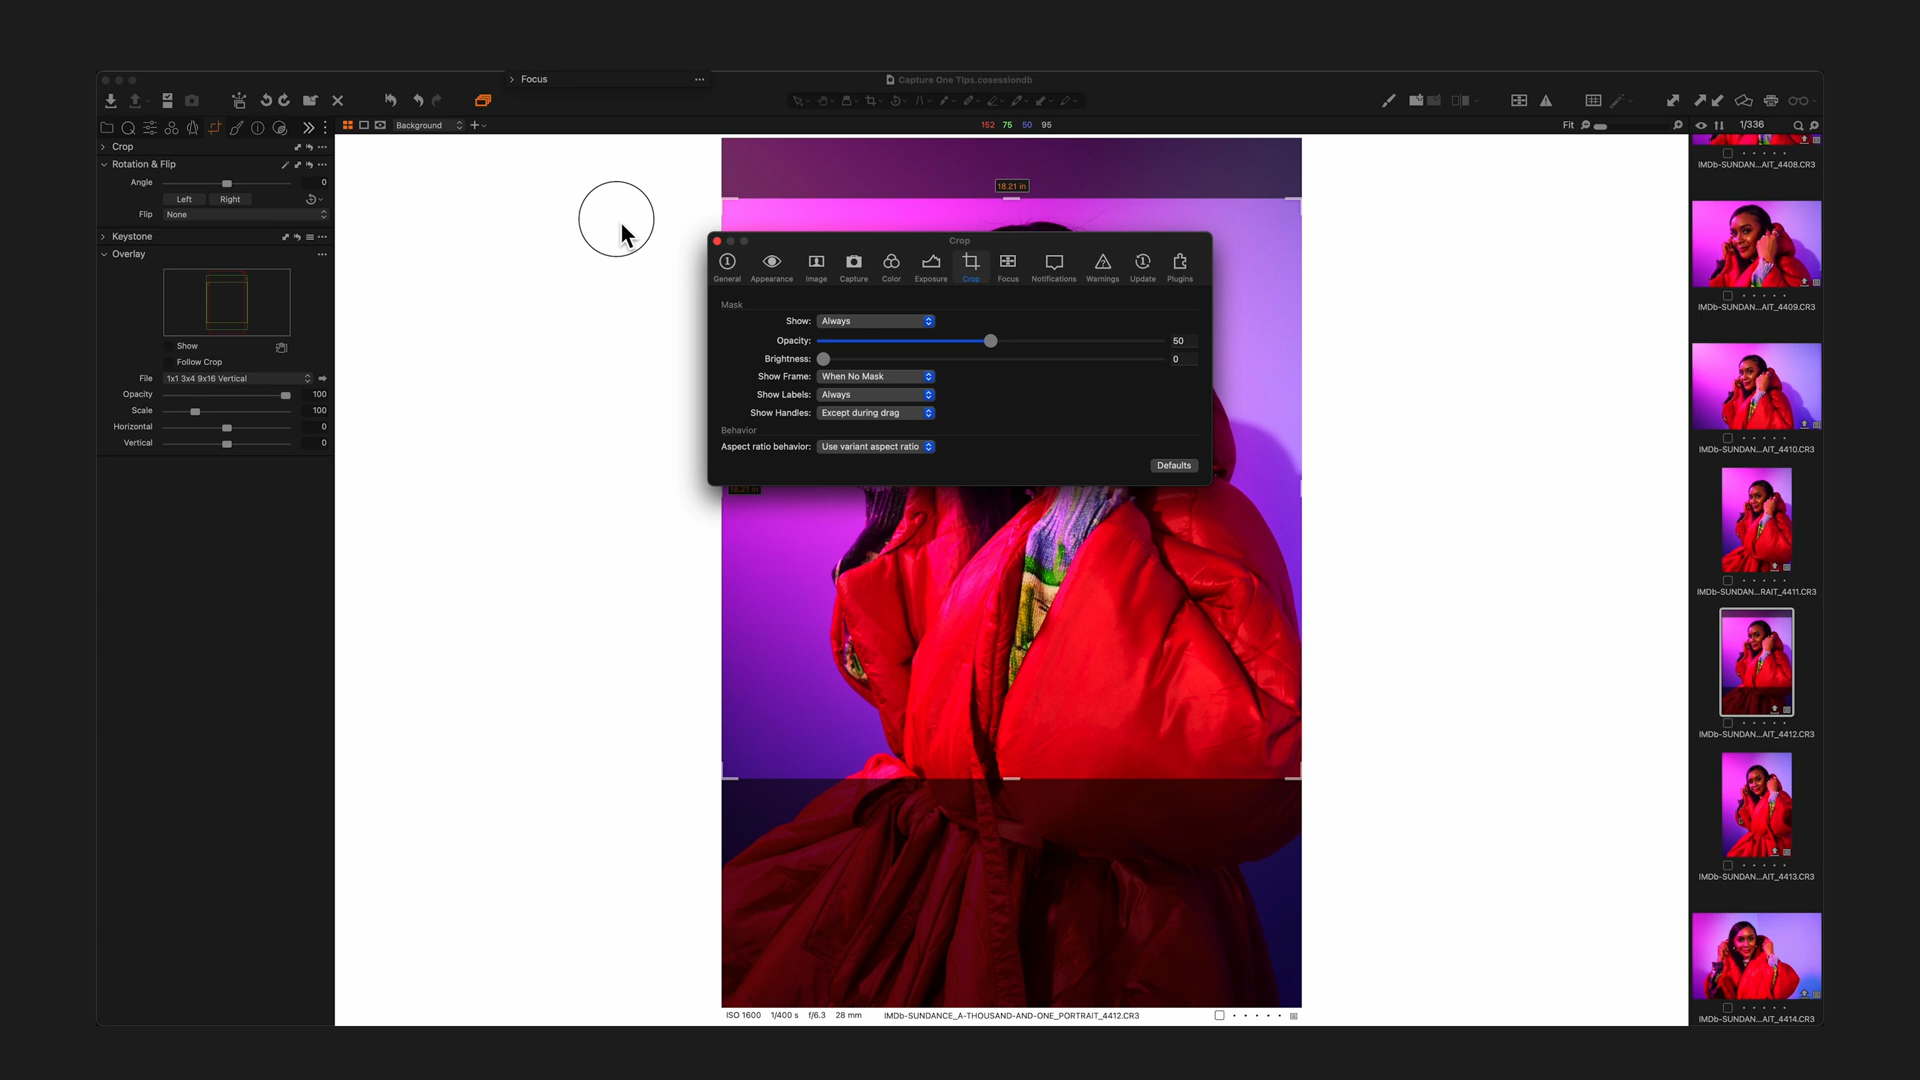 Focus
Capture One Tips.cosessiondb
Background
152 75 50 95
Fit
1/336
Crop
Rotation & Flip
Angle 0
Left Right
Flip None
Keystone
Overlay
Show
Follow Crop
File 1x1 3x4 9x16 Vertical
Opacity 100
Scale 100
Horizontal 0
Vertical 0
18.21 in
Crop
General Appearance Image Capture Color Exposure Crop Focus Notifications Warnings Update Plugins
Mask
Show: Always
Opacity: 50
Brightness: 0
Show Frame: When No Mask
Show Labels: Always
Show Handles: Except during drag
Behavior
Aspect ratio behavior: Use variant aspect ratio
Defaults
18.21 in
ISO 1600 1/400 s f/6.3 28 mm IMDb-SUNDANCE_A-THOUSAND-AND-ONE_PORTRAIT_4412.CR3
IMDb-SUNDAN...AIT_4408.CR3
IMDb-SUNDAN...AIT_4409.CR3
IMDb-SUNDAN...AIT_4410.CR3
IMDb-SUNDAN...RAIT_4411.CR3
IMDb-SUNDAN...AIT_4412.CR3
IMDb-SUNDAN...AIT_4413.CR3
IMDb-SUNDAN...AIT_4414.CR3